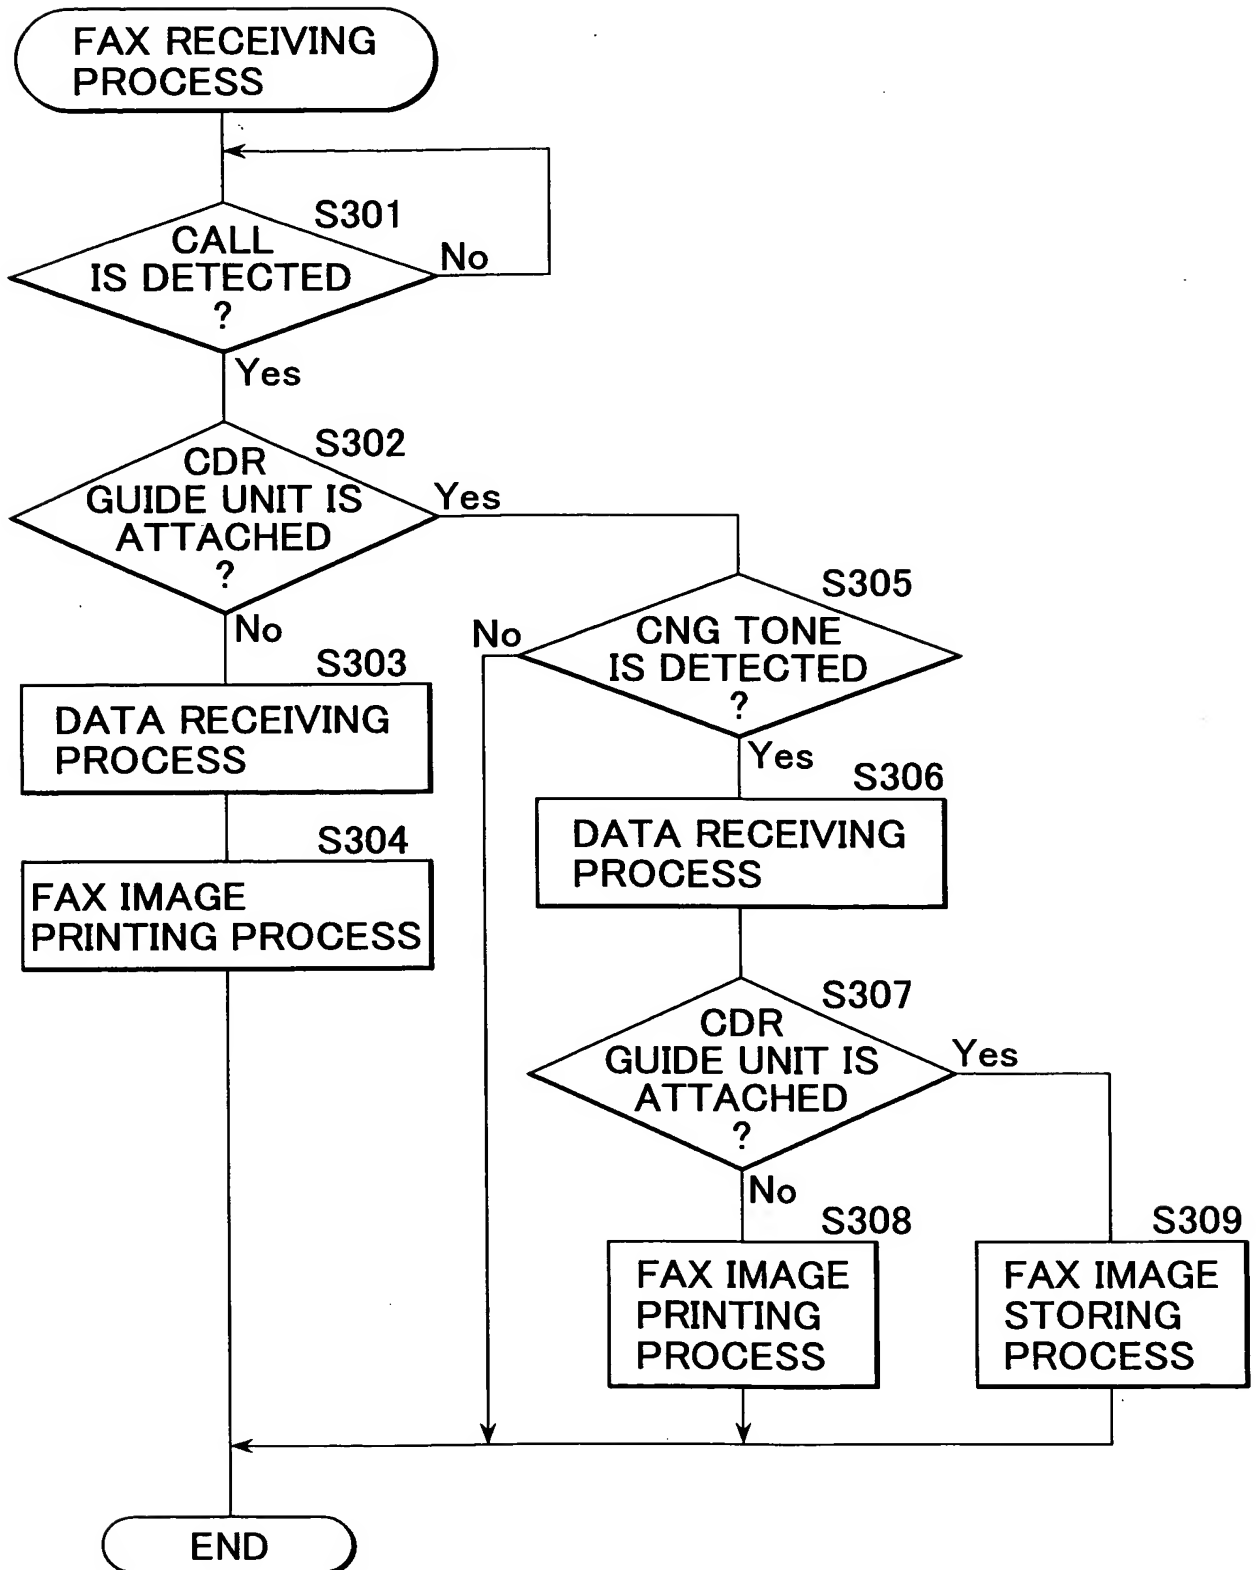 FAX RECEIVING
PROCESS
S301
CALL
IS DETECTED
?
No
Yes
S302
CDR
GUIDE UNIT IS
ATTACHED
?
Yes
No
S303
DATA RECEIVING
PROCESS
S304
FAX IMAGE
PRINTING PROCESS
S305
CNG TONE
IS DETECTED
?
No
Yes
S306
DATA RECEIVING
PROCESS
S307
CDR
GUIDE UNIT IS
ATTACHED
?
Yes
No
S308
FAX IMAGE
PRINTING
PROCESS
S309
FAX IMAGE
STORING
PROCESS
END